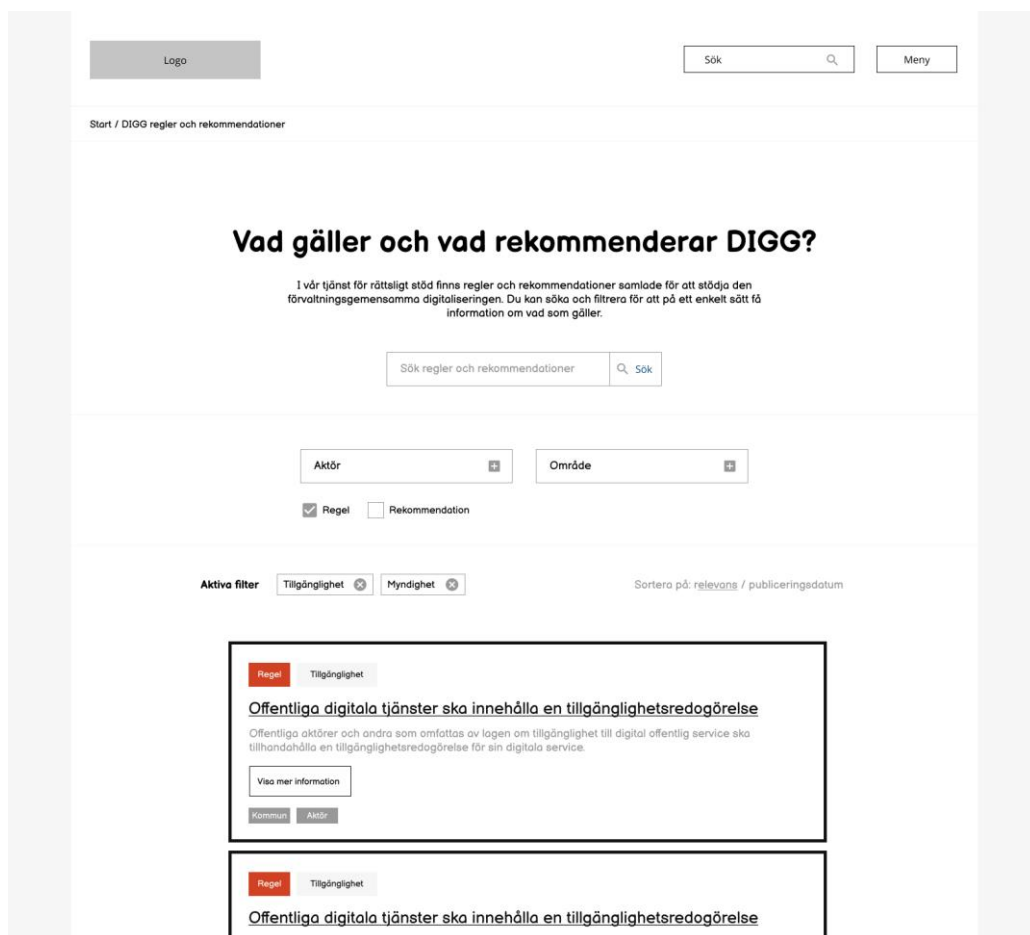 Logo
Sök
Meny
Start / DIGG regler och rekommendationer
Vad gäller och vad rekommenderar DIGG?
I vår tjänst för rättsligt stöd finns regler och rekommendationer samlade för att stödja den
förvaltningsgemensamma digitaliseringen. Du kan söka och filtrera för att på ett enkelt sätt få
information om vad som gäller.
Sök regler och rekommendationer
Sök
Aktör
Område
Regel
Rekommendation
Aktiva filter
Tillgänglighet
Myndighet
Sortera på: relevans / publiceringsdatum
Regel
Tillgänglighet
Offentliga digitala tjänster ska innehålla en tillgänglighetsredogörelse
Offentliga aktörer och andra som omfattas av lagen om tillgänglighet till digital offentlig service ska
tillhandahålla en tillgänglighetsredogörelse för sin digitala service.
Visa mer information
Kommun
Aktör
Regel
Tillgänglighet
Offentliga digitala tjänster ska innehålla en tillgänglighetsredogörelse